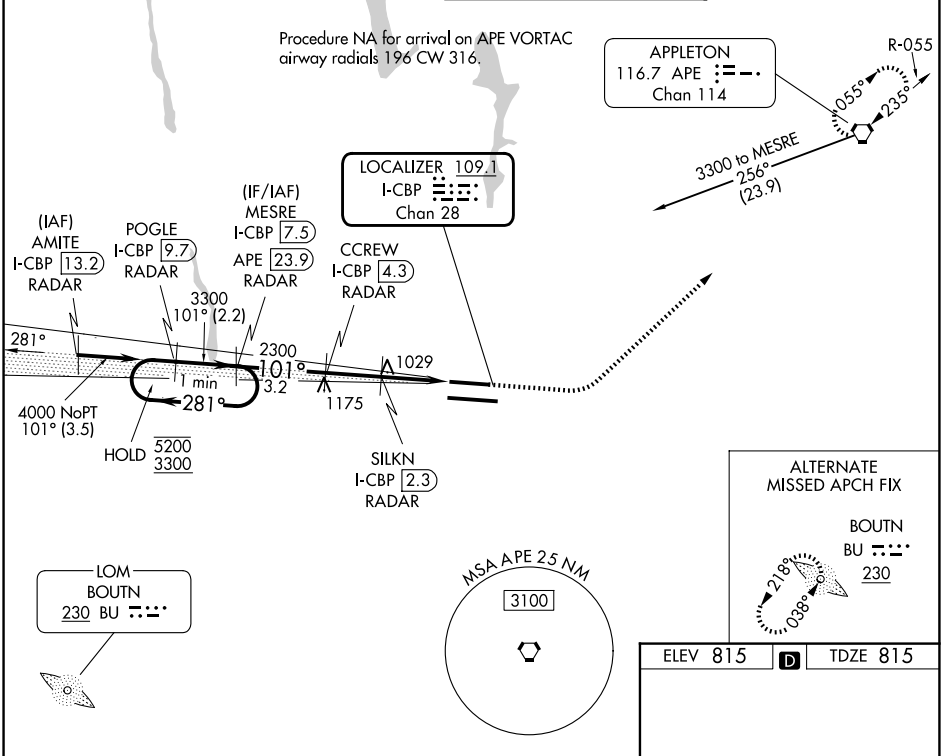 Procedure NA for arrival on APE VORTAC
airway radials 196 CW 316.
APPLETON
116.7 APE
Chan 114
R-055
055°
235°
3300 to MESRE
256°
(23.9)
LOCALIZER 109.1
I-CBP
Chan 28
(IAF)
AMITE
I-CBP 13.2
RADAR
POGLE
I-CBP 9.7
RADAR
(IF/IAF)
MESRE
I-CBP 7.5
APE 23.9
RADAR
CCREW
I-CBP 4.3
RADAR
3300
101° (2.2)
281°
2300
101°
3.2
1029
1175
1 min
281°
4000 NoPT
101° (3.5)
HOLD 5200
3300
SILKN
I-CBP 2.3
RADAR
ALTERNATE
MISSED APCH FIX
BOUTN
BU
230
218°
038°
LOM
BOUTN
230 BU
MSA APE 25 NM
3100
ELEV 815 D TDZE 815